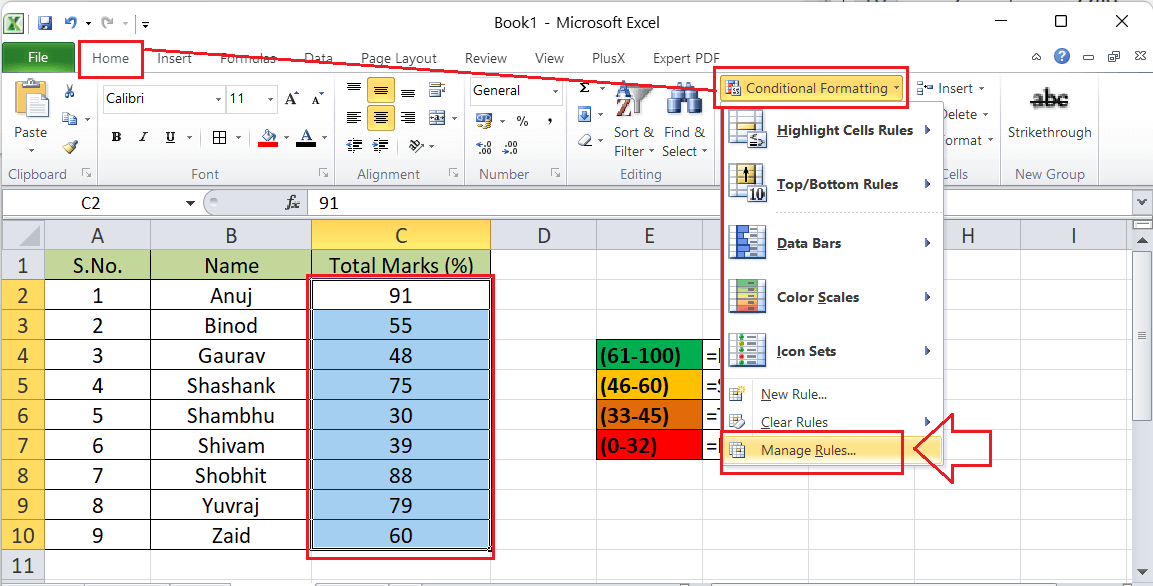 Book1 - Microsoft Excel
File Home Insert Formulas Data Page Layout Review View PlusX Expert PDF
Calibri 11 General Σ Conditional Formatting Insert abc
Paste B I U A % , Sort & Filter Find & Select Delete Strikethrough
Clipboard Font Alignment Number Editing Cells New Group
C2 fx 91
A B C D E H I
1 S.No. Name Total Marks (%)
2 1 Anuj 91
3 2 Binod 55
4 3 Gaurav 48 (61-100)
5 4 Shashank 75 (46-60)
6 5 Shambhu 30 (33-45)
7 6 Shivam 39 (0-32)
8 7 Shobhit 88
9 8 Yuvraj 79
10 9 Zaid 60
11
Highlight Cells Rules
Top/Bottom Rules
Data Bars
Color Scales
Icon Sets
New Rule...
Clear Rules
Manage Rules...